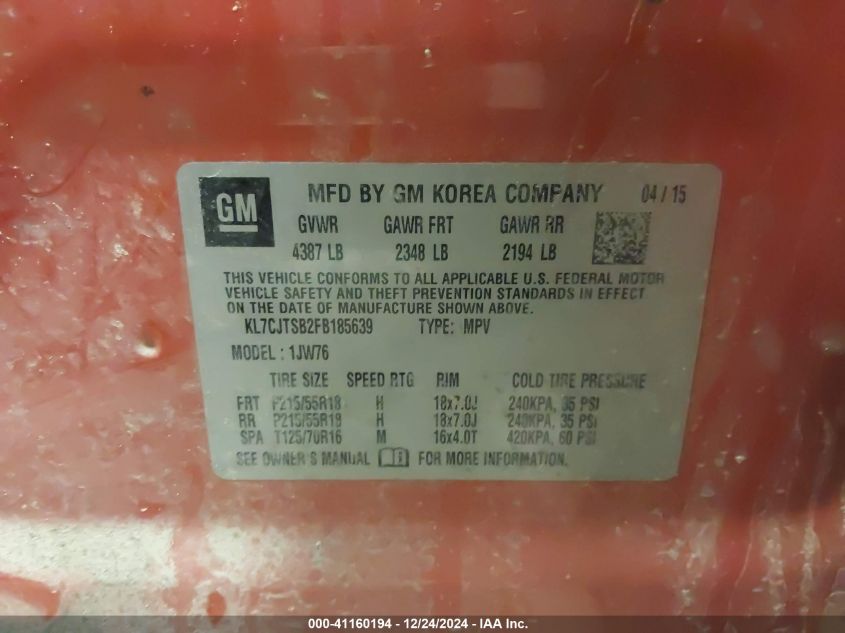 GM MFD BY GM KOREA COMPANY 04 / 15
GVWR GAWR FRT GAWR RR
4387 LB 2348 LB 2194 LB
THIS VEHICLE CONFORMS TO ALL APPLICABLE U.S. FEDERAL MOTOR
VEHICLE SAFETY AND THEFT PREVENTION STANDARDS IN EFFECT
ON THE DATE OF MANUFACTURE SHOWN ABOVE.
KL7CJTSB2FB185639 TYPE: MPV
MODEL : 1JW76
TIRE SIZE SPEED RTG RIM COLD TIRE PRESSURE
FRT P215/55R18 H 18x7.0J 240KPA, 35 PSI
RR P215/55R18 H 18x7.0J 240KPA, 35 PSI
SPA T125/70R16 M 16x4.0T 420KPA, 60 PSI
SEE OWNER'S MANUAL FOR MORE INFORMATION.
000-41160194 - 12/24/2024 - IAA Inc.